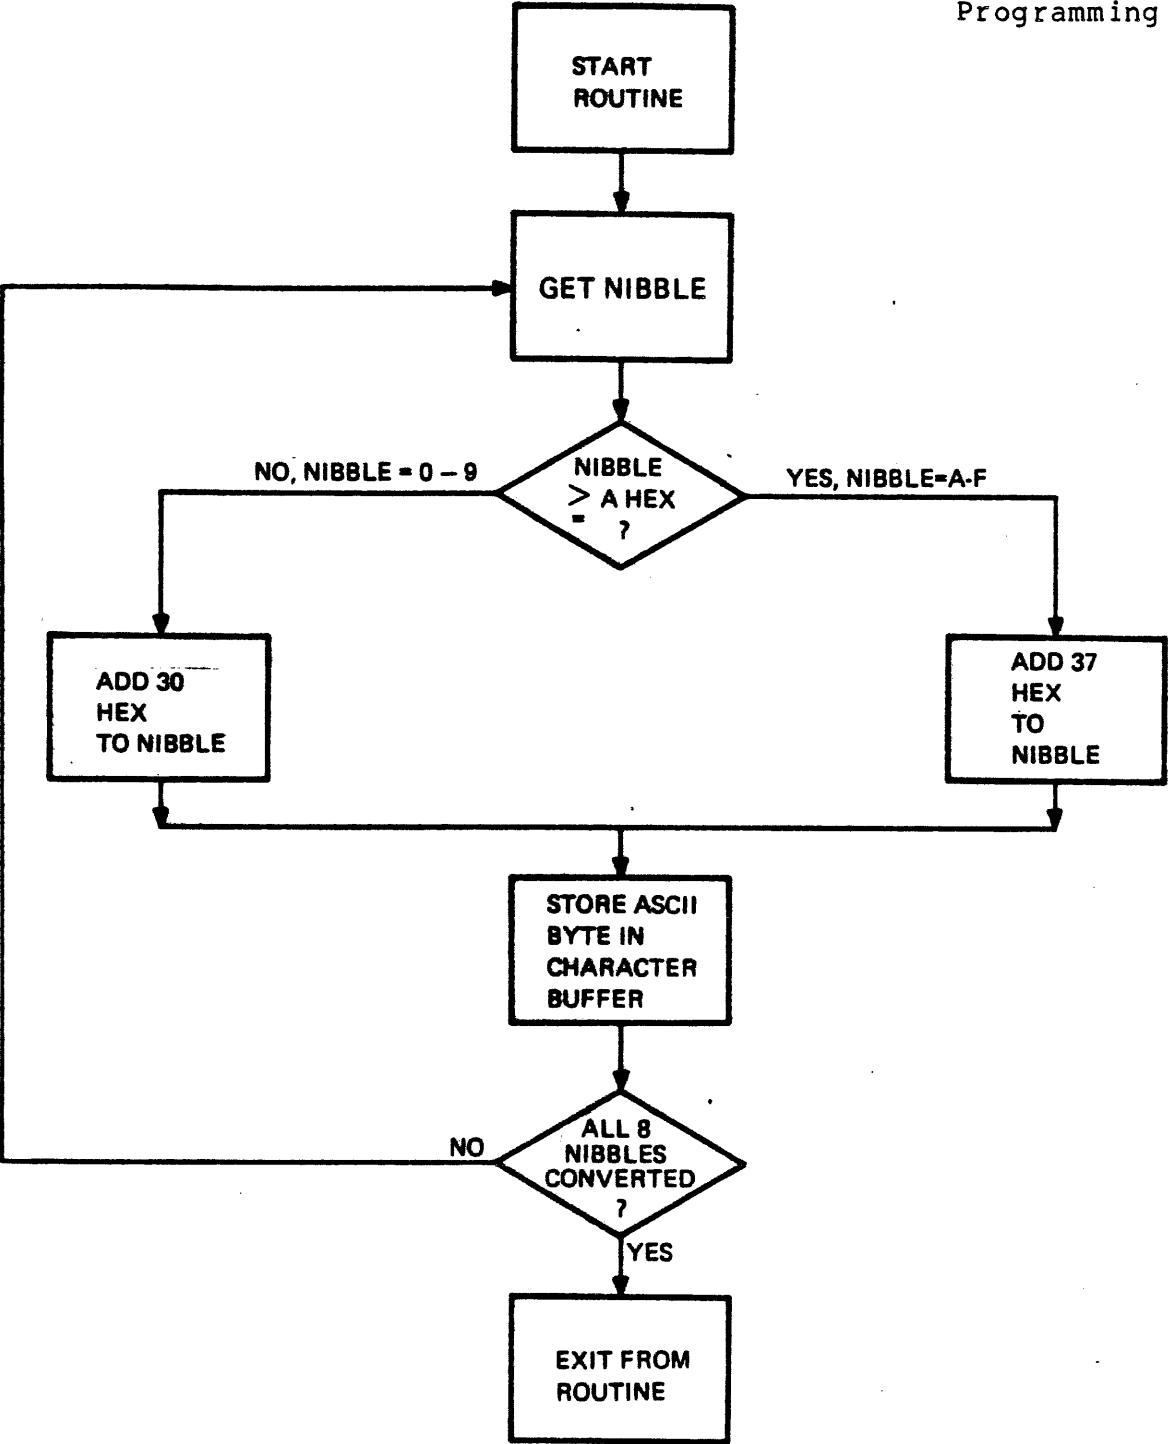 Programming
START
ROUTINE
GET NIBBLE
NIBBLE
≥ A HEX
?
NO, NIBBLE = 0 – 9
YES, NIBBLE=A-F
ADD 30
HEX
TO NIBBLE
ADD 37
HEX
TO
NIBBLE
STORE ASCII
BYTE IN
CHARACTER
BUFFER
ALL 8
NIBBLES
CONVERTED
?
NO
YES
EXIT FROM
ROUTINE